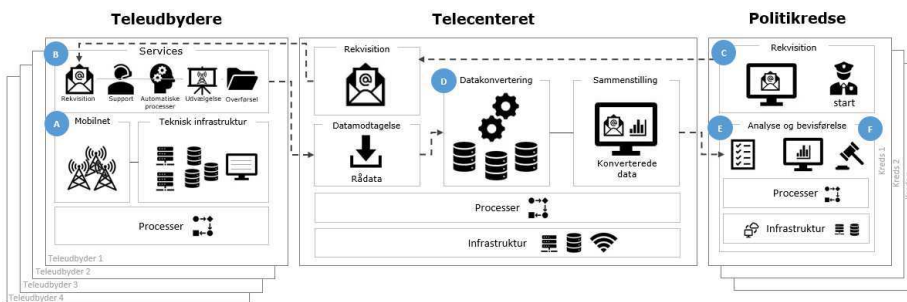 Teleudbydere
B
Services
Rekvisition
Support
Automatiske
processer
Udvælgelse
Overførsel
A
Mobilnet
Teknisk infrastruktur
Processer
Teleudbyder 1
Teleudbyder 2
Teleudbyder 3
Teleudbyder 4
Telecenteret
Rekvisition
Datamodtagelse
Rådata
D
Datakonvertering
Sammenstilling
Konverterede
data
Processer
Infrastruktur
Politikredse
C
Rekvisition
start
E
Analyse og bevisførelse
F
Processer
Infrastruktur
Kreds 1
Kreds 2